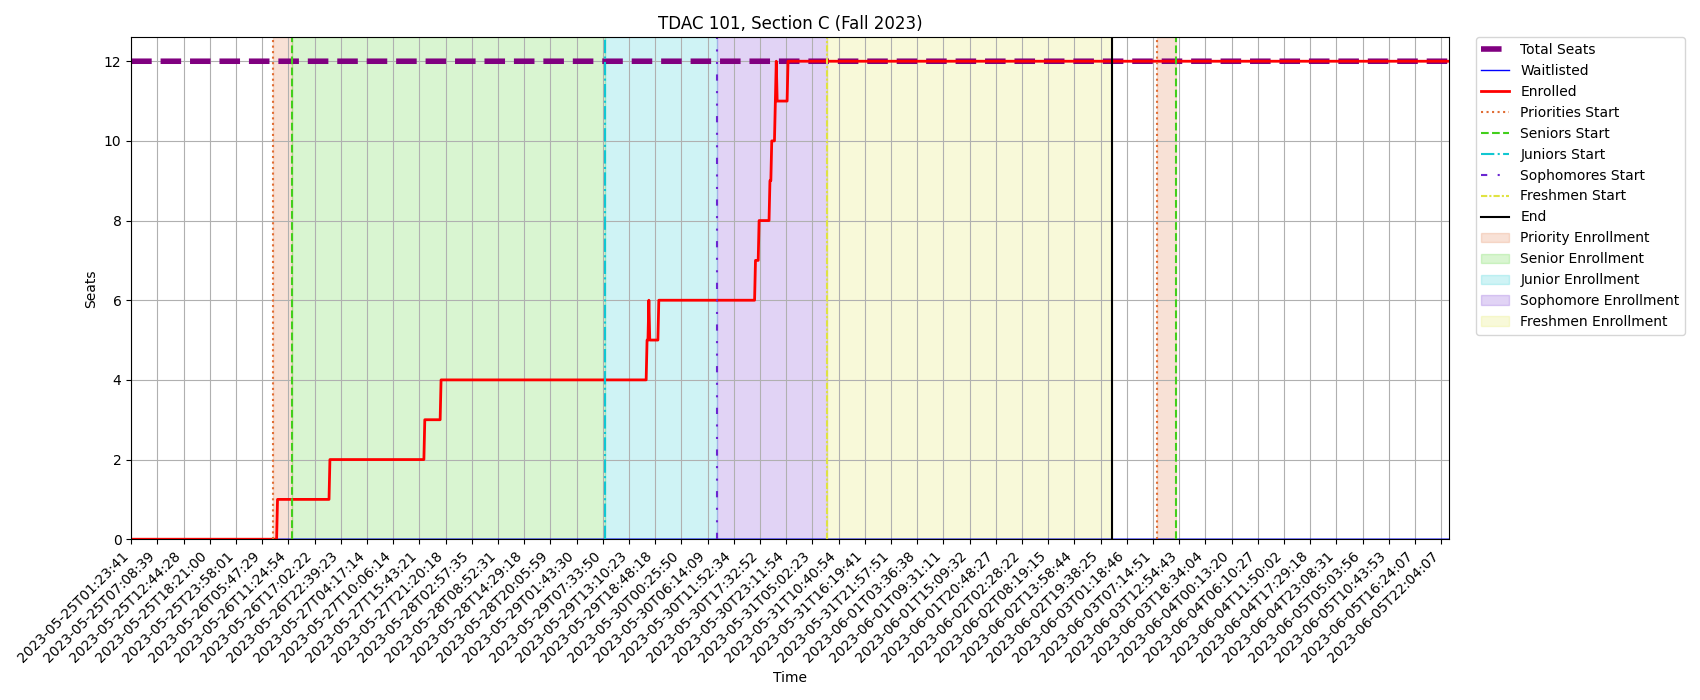 TDAC 101, Section C (Fall 2023)
Total Seats
Waitlisted
Enrolled
Priorities Start
Seniors Start
Juniors Start
Sophomores Start
Freshmen Start
End
Priority Enrollment
Senior Enrollment
Junior Enrollment
Sophomore Enrollment
Freshmen Enrollment
Seats
12
10
8
6
4
2
0
2023-05-25T01:23:41
2023-05-25T07:08:39
2023-05-25T12:44:28
2023-05-25T18:21:00
2023-05-25T23:58:01
2023-05-26T05:47:29
2023-05-26T11:24:54
2023-05-26T17:02:22
2023-05-26T22:39:23
2023-05-27T04:17:14
2023-05-27T10:06:14
2023-05-27T15:43:21
2023-05-27T21:20:18
2023-05-28T02:57:35
2023-05-28T08:52:31
2023-05-28T14:29:18
2023-05-28T20:05:59
2023-05-29T01:43:30
2023-05-29T07:33:50
2023-05-29T13:10:23
2023-05-29T18:48:18
2023-05-30T00:25:50
2023-05-30T06:14:09
2023-05-30T11:52:34
2023-05-30T17:32:52
2023-05-30T23:11:54
2023-05-31T05:02:23
2023-05-31T10:40:54
2023-05-31T16:19:41
2023-05-31T21:57:51
2023-06-01T03:36:38
2023-06-01T09:31:11
2023-06-01T15:09:32
2023-06-01T20:48:27
2023-06-02T02:28:22
2023-06-02T08:19:15
2023-06-02T13:58:44
2023-06-02T19:38:25
2023-06-03T01:18:46
2023-06-03T07:14:51
2023-06-03T12:54:43
2023-06-03T18:34:04
2023-06-04T00:13:20
2023-06-04T06:10:27
2023-06-04T11:50:02
2023-06-04T17:29:18
2023-06-04T23:08:31
2023-06-05T05:03:56
2023-06-05T10:43:53
2023-06-05T16:24:07
2023-06-05T22:04:07
Time